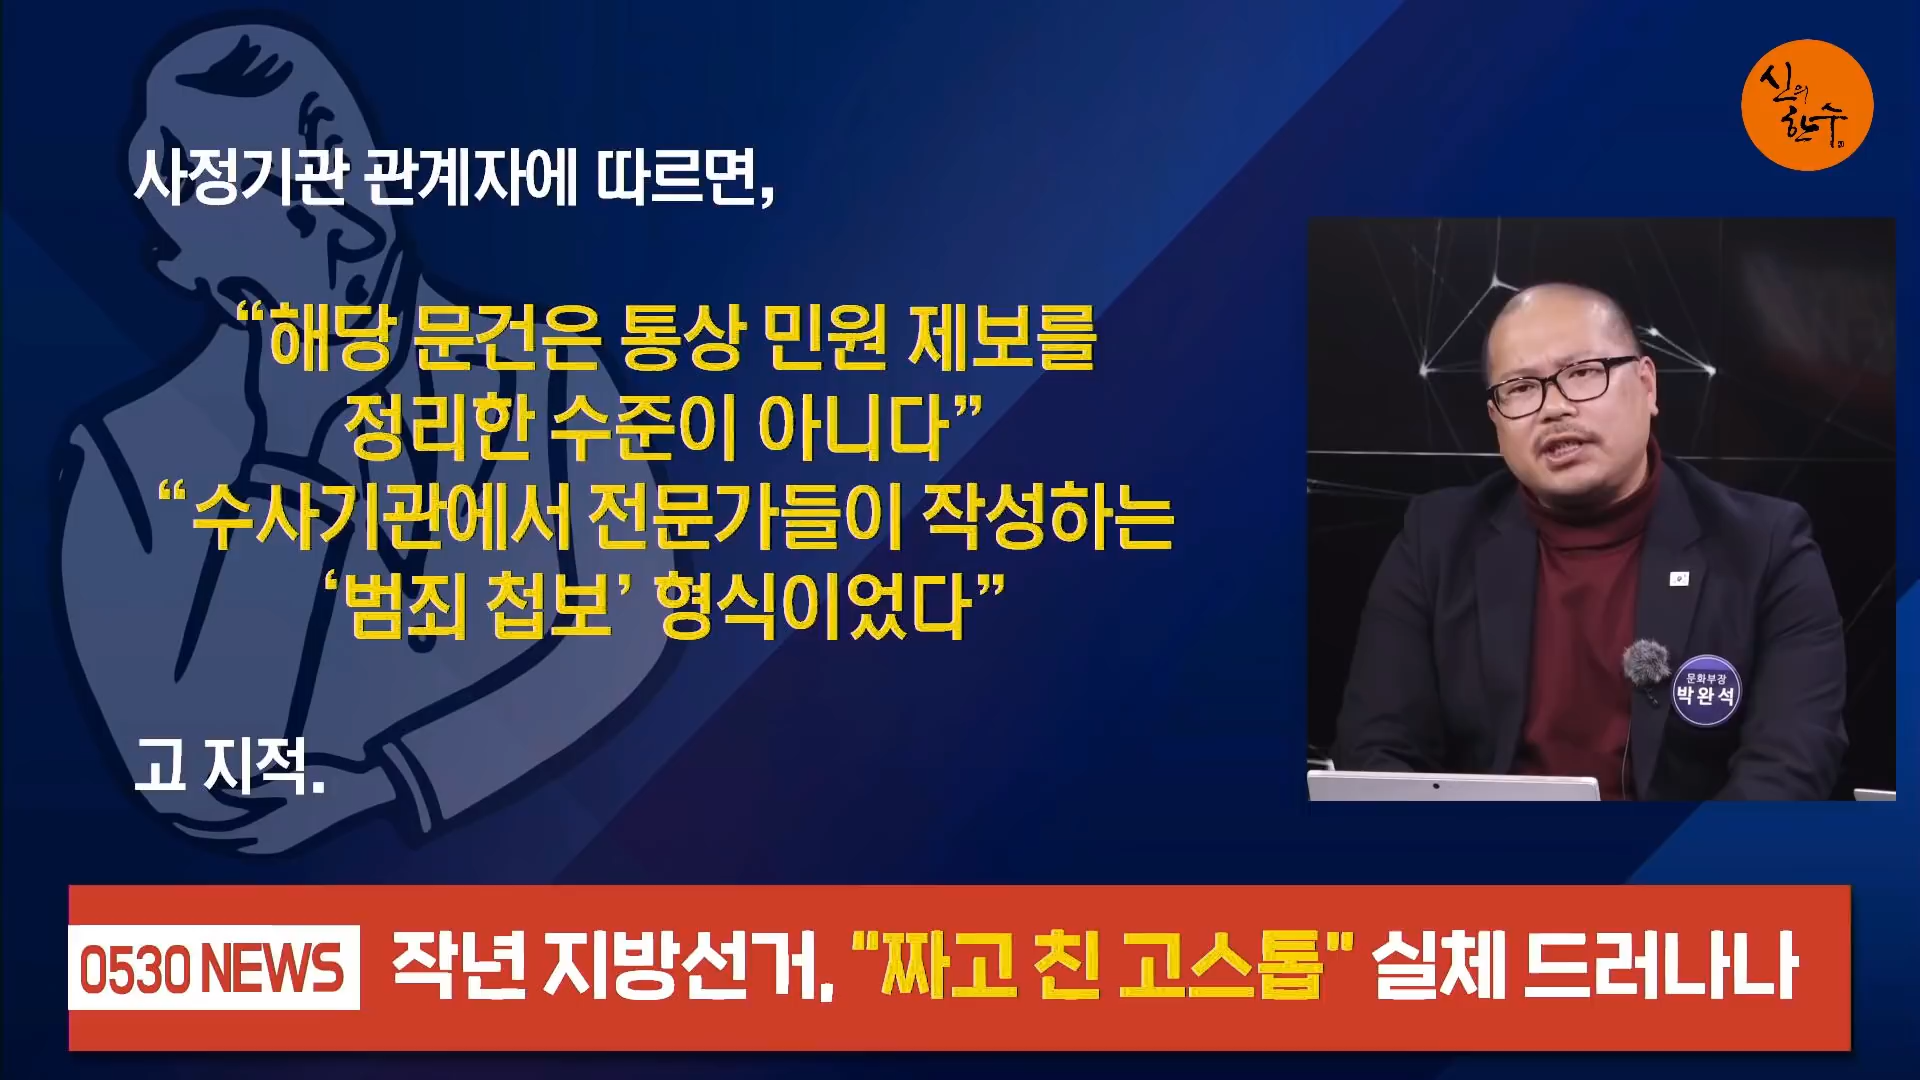 신의
한수
사정기관 관계자에 따르면,
“해당 문건은 통상 민원 제보를
정리한 수준이 아니다”
“수사기관에서 전문가들이 작성하는
‘범죄 첩보’ 형식이었다”
고 지적.
문화부장
박완석
0530 NEWS
작년 지방선거, "짜고 친 고스톱" 실체 드러나나